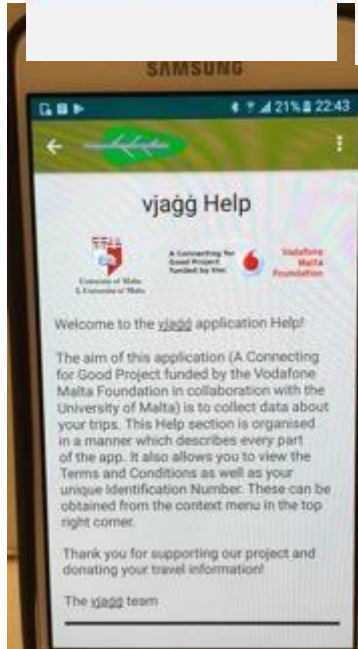 SAMSUNG
21% 22:43
vjaġġ Help
University of Malta
L-Università ta' Malta
A Connecting for
Good Project
funded by the:
Vodafone
Malta
Foundation
Welcome to the vjaġġ application Help!
The aim of this application (A Connecting
for Good Project funded by the Vodafone
Malta Foundation in collaboration with the
University of Malta) is to collect data about
your trips. This Help section is organised
in a manner which describes every part
of the app. It also allows you to view the
Terms and Conditions as well as your
unique Identification Number. These can be
obtained from the context menu in the top
right corner.
Thank you for supporting our project and
donating your travel information!
The vjaġġ team